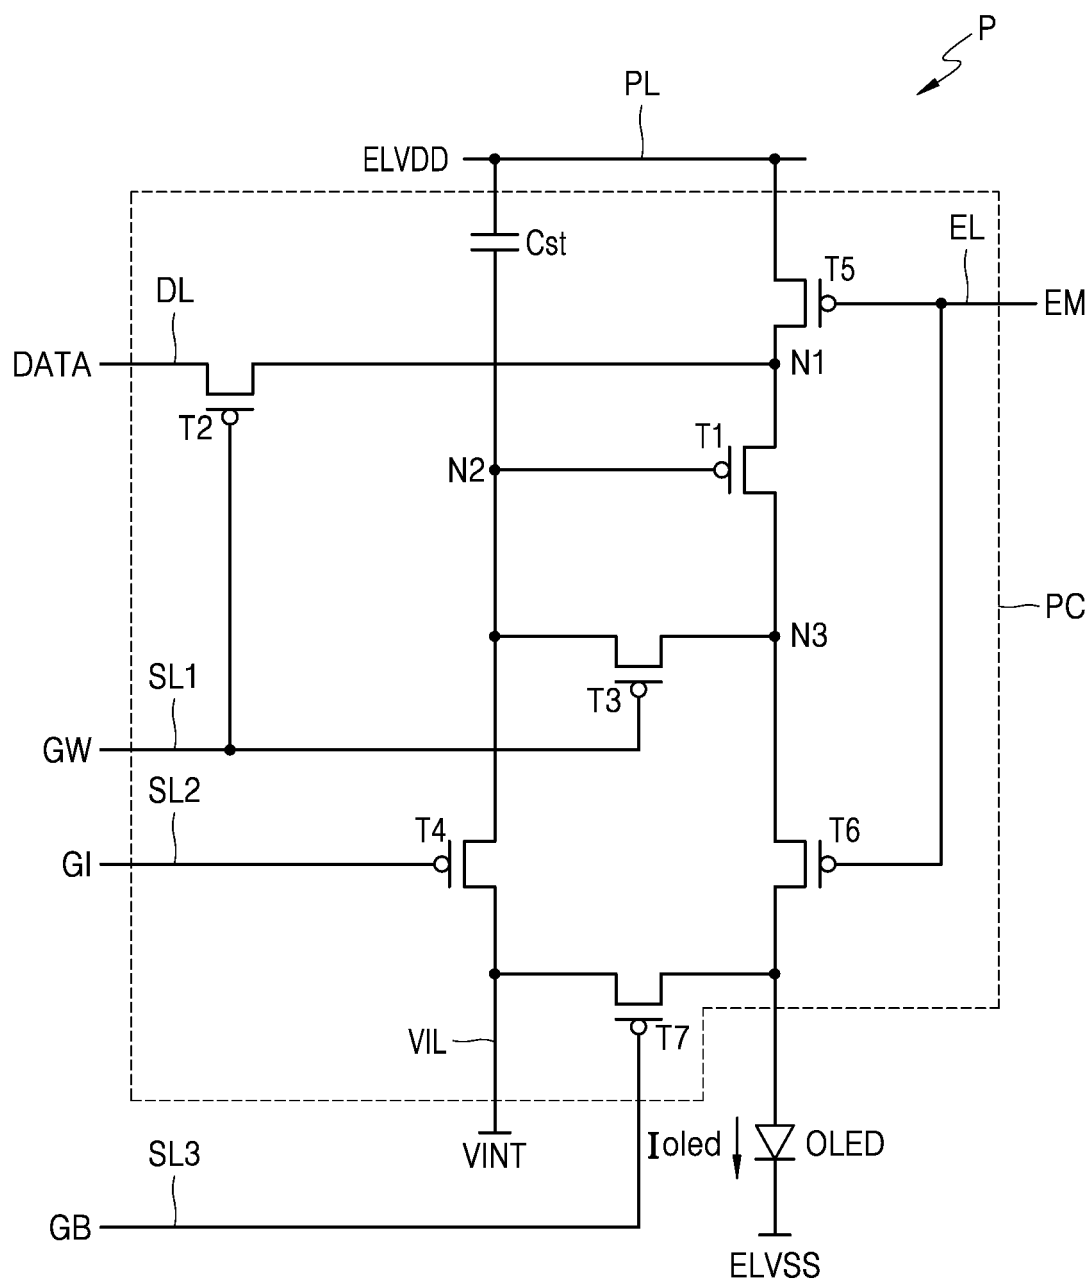 P
PL
ELVDD
Cst
EL
T5
DL
EM
DATA
N1
T2
T1
N2
PC
N3
SL1
T3
GW
SL2
T4
T6
GI
VIL
T7
SL3
VINT
Ioled
OLED
GB
ELVSS